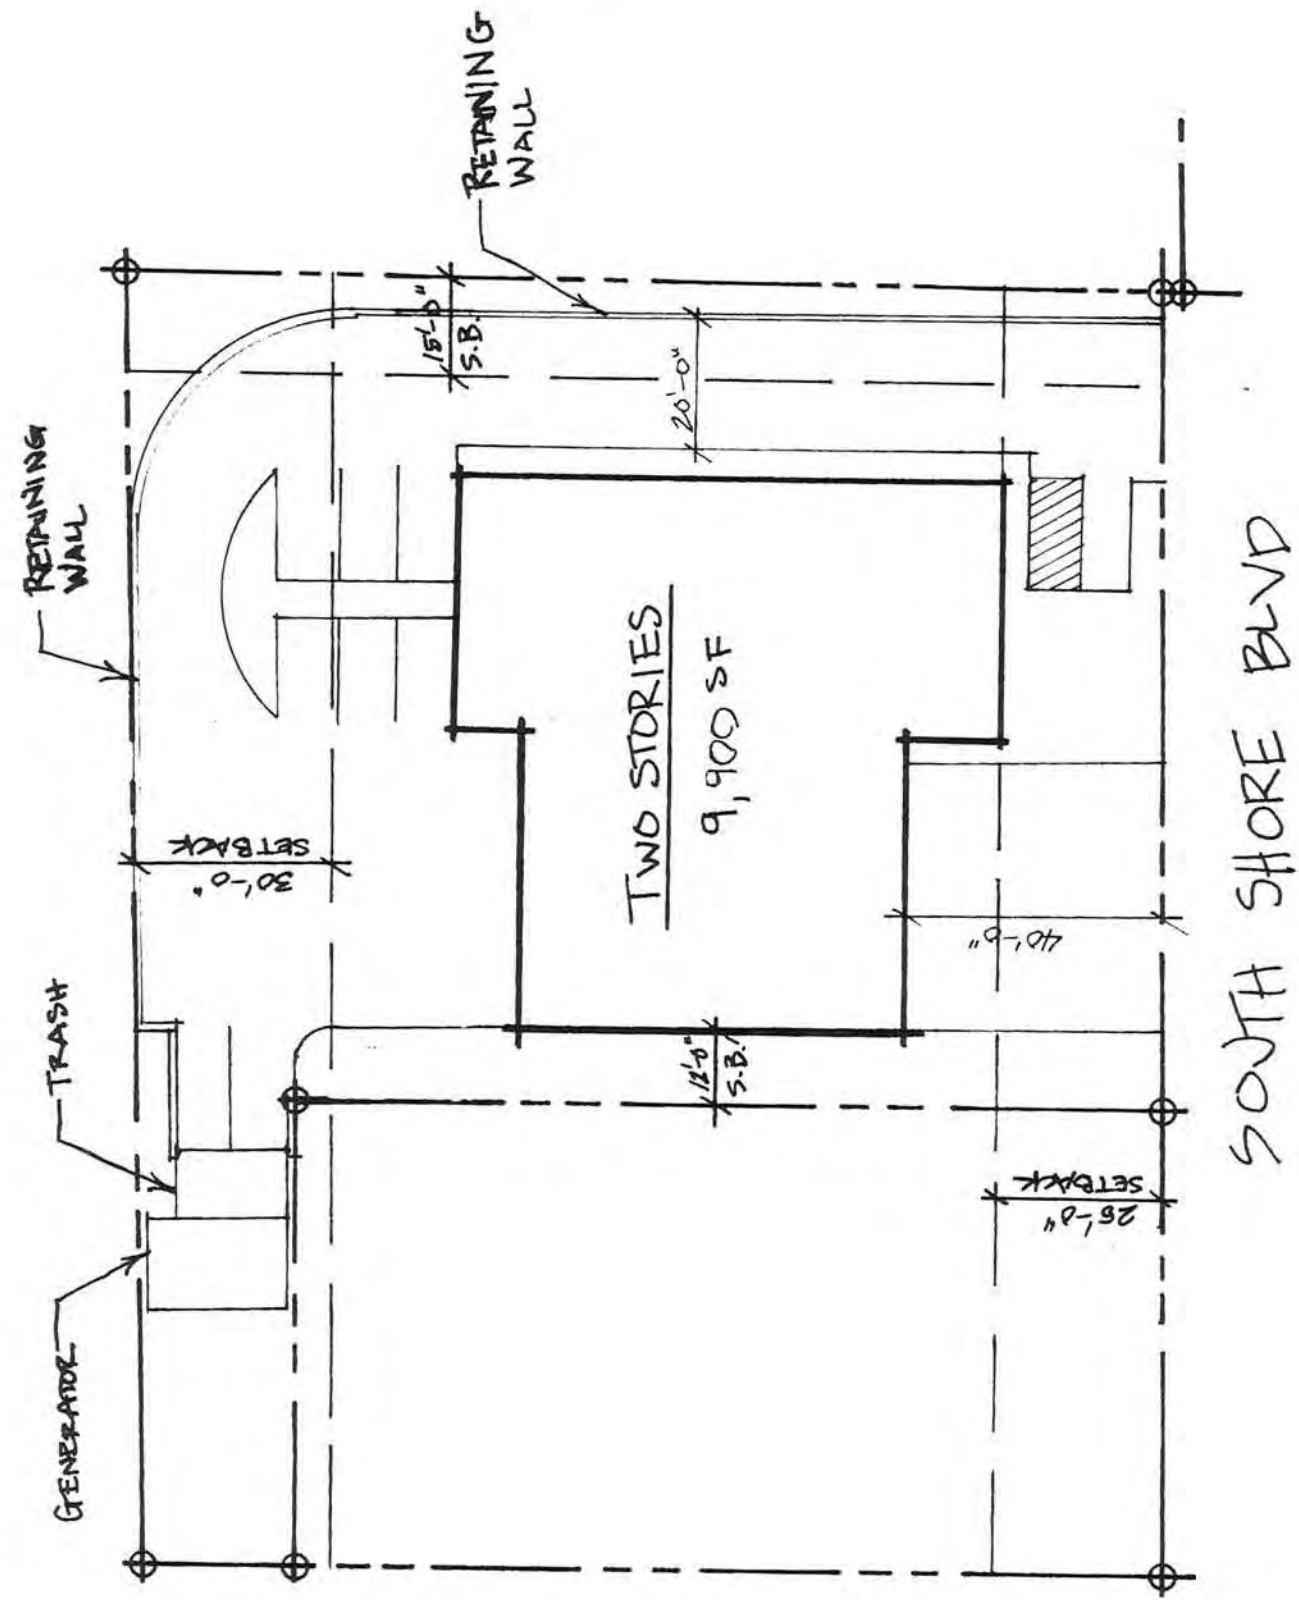 RETAINING
WALL
RETAINING
WALL
15'-0"
S.B.
20'-0"
30'-0"
SETBACK
TRASH
GENERATOR
TWO STORIES
9,900 SF
40'-0"
12'-0"
S.B.
25'-0"
SETBACK
SOUTH SHORE BLVD